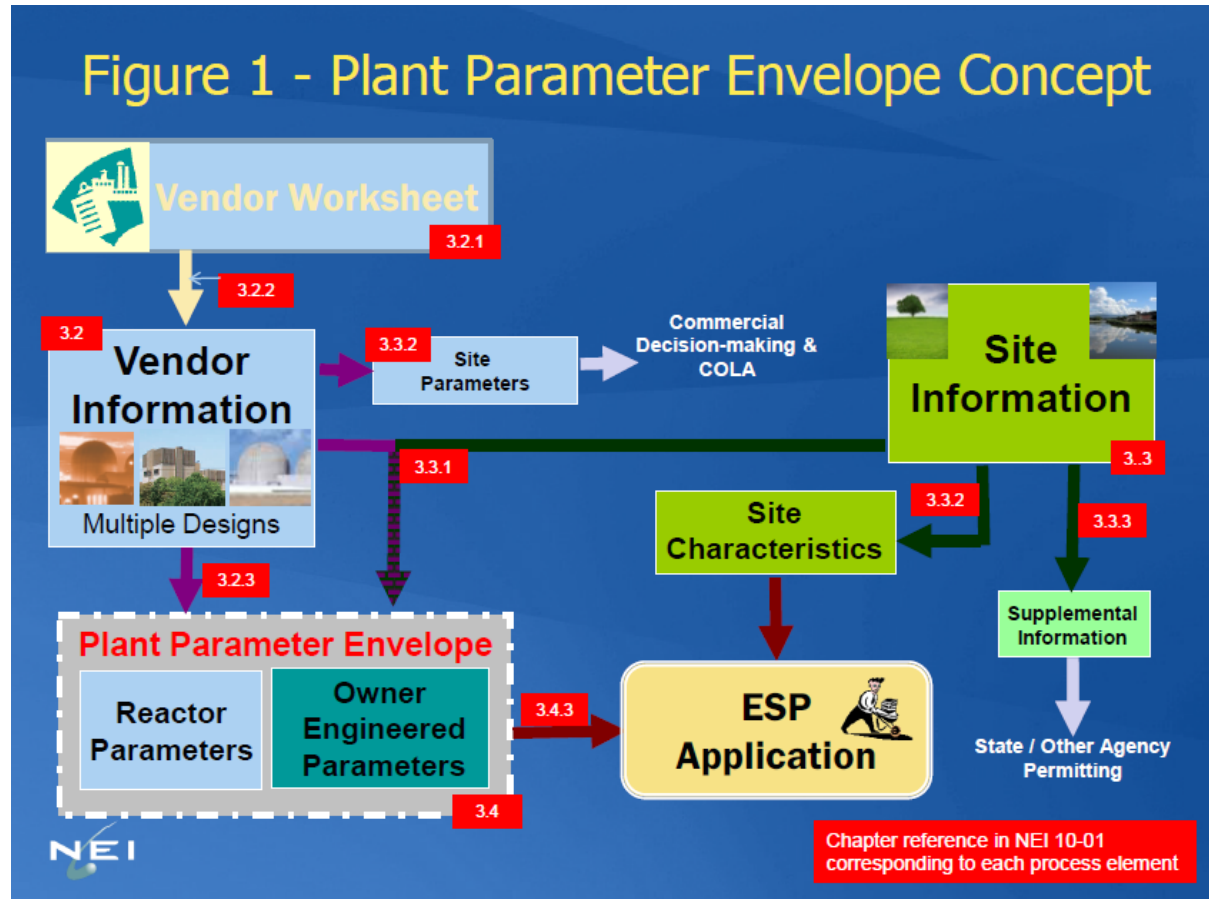 Figure 1 - Plant Parameter Envelope Concept
Vendor Worksheet
3.2.1
3.2.2
3.2
Vendor
Information
Multiple Designs
3.3.2
Site
Parameters
Commercial
Decision-making &
COLA
Site
Information
3..3
3.3.1
3.3.2
3.3.3
Site
Characteristics
3.2.3
Supplemental
Information
Plant Parameter Envelope
Reactor
Parameters
Owner
Engineered
Parameters
3.4.3
3.4
ESP
Application
State / Other Agency
Permitting
NEI
Chapter reference in NEI 10-01
corresponding to each process element